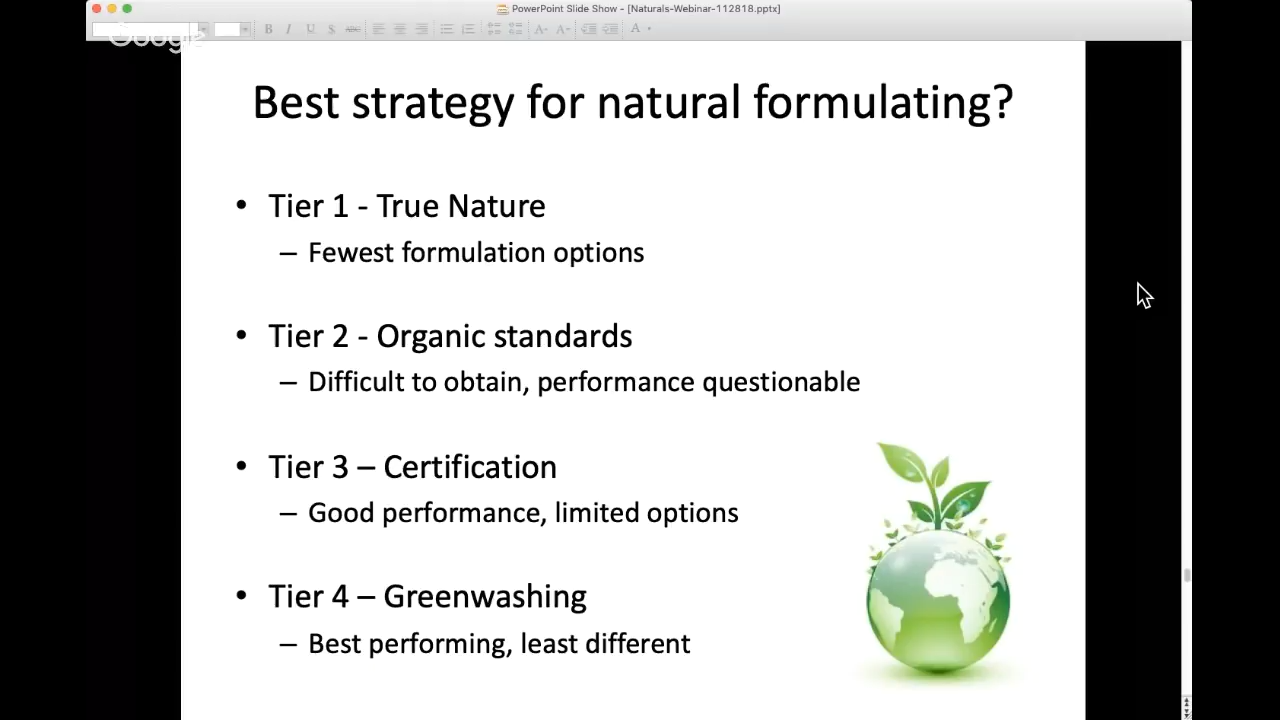 PowerPoint Slide Show - [Naturals-Webinar-112818.pptx]
B I U S ABC A A A
Google
Best strategy for natural formulating?
• Tier 1 - True Nature
– Fewest formulation options
• Tier 2 - Organic standards
– Difficult to obtain, performance questionable
• Tier 3 – Certification
– Good performance, limited options
• Tier 4 – Greenwashing
– Best performing, least different